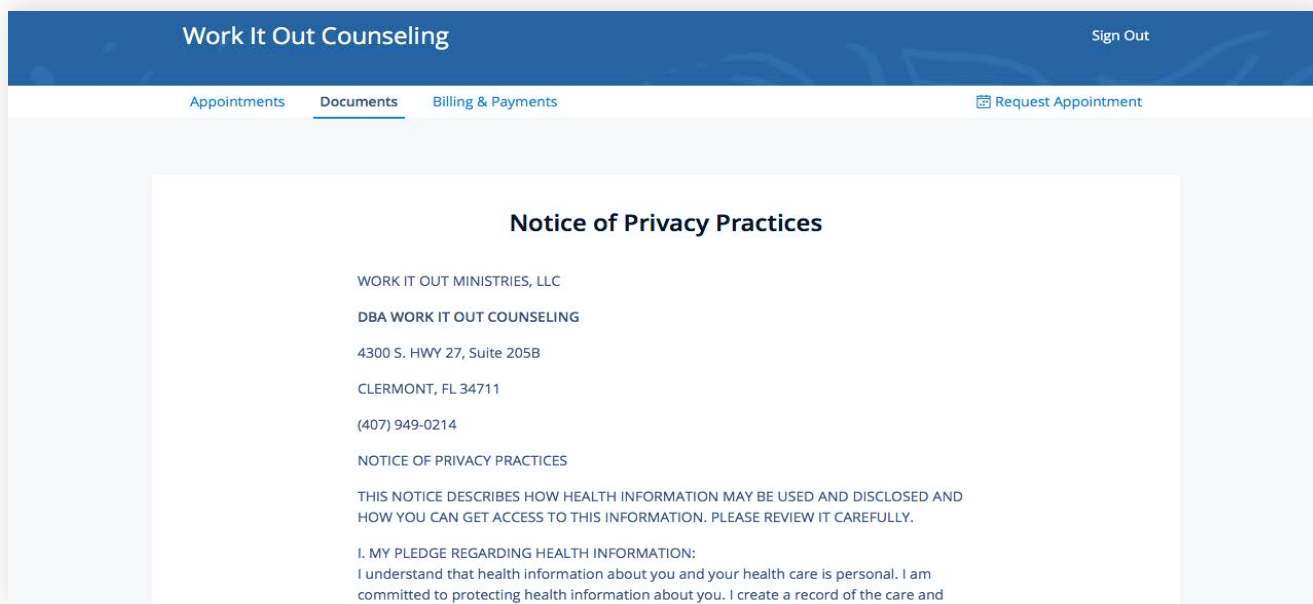 Work It Out Counseling
Sign Out
Appointments
Documents
Billing & Payments
Request Appointment
Notice of Privacy Practices
WORK IT OUT MINISTRIES, LLC
DBA WORK IT OUT COUNSELING
4300 S. HWY 27, Suite 205B
CLERMONT, FL 34711
(407) 949-0214
NOTICE OF PRIVACY PRACTICES
THIS NOTICE DESCRIBES HOW HEALTH INFORMATION MAY BE USED AND DISCLOSED AND
HOW YOU CAN GET ACCESS TO THIS INFORMATION. PLEASE REVIEW IT CAREFULLY.
I. MY PLEDGE REGARDING HEALTH INFORMATION:
I understand that health information about you and your health care is personal. I am
committed to protecting health information about you. I create a record of the care and